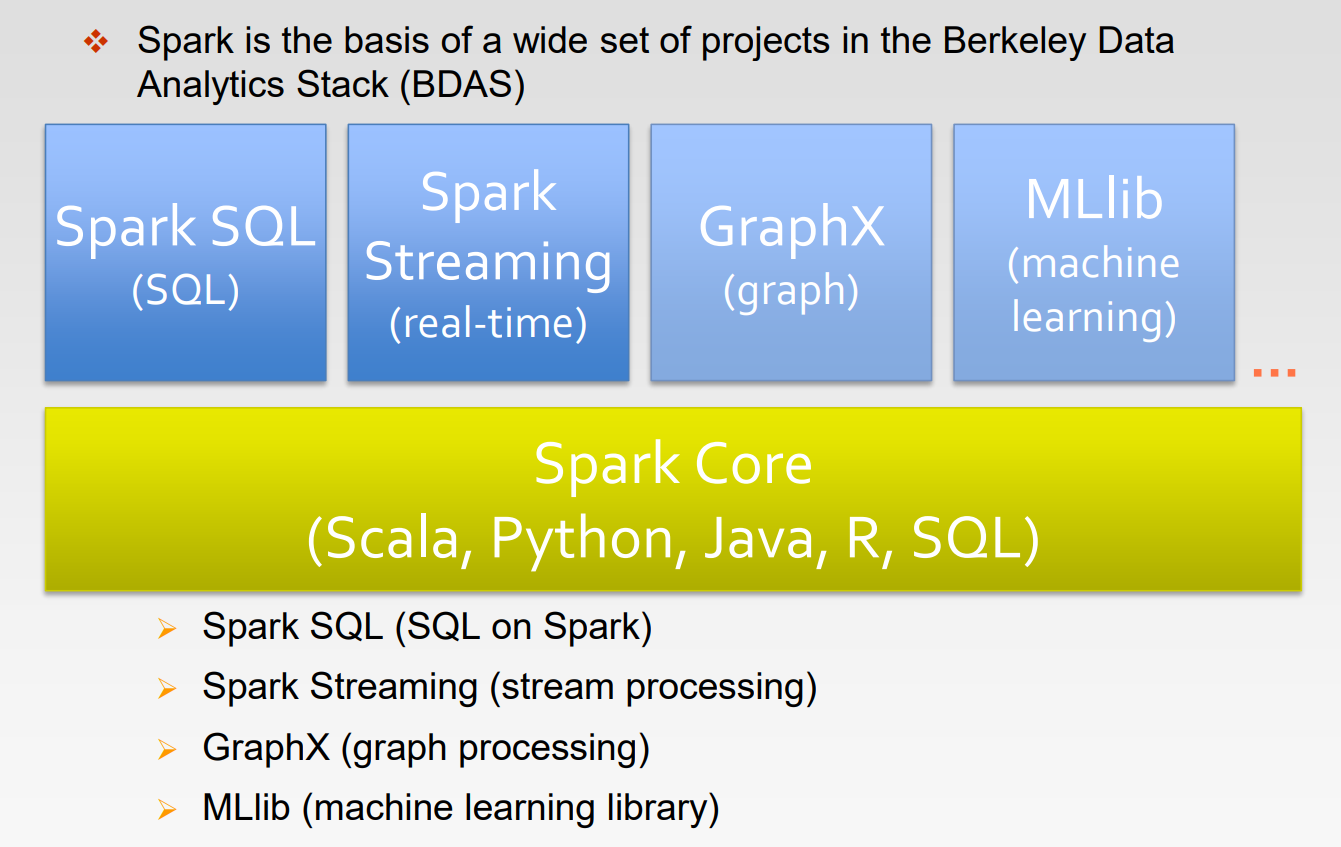 Spark is the basis of a wide set of projects in the Berkeley Data
Analytics Stack (BDAS)
Spark SQL
(SQL)
Spark
Streaming
(real-time)
GraphX
(graph)
MLlib
(machine
learning)
...
Spark Core
(Scala, Python, Java, R, SQL)
Spark SQL (SQL on Spark)
Spark Streaming (stream processing)
GraphX (graph processing)
MLlib (machine learning library)